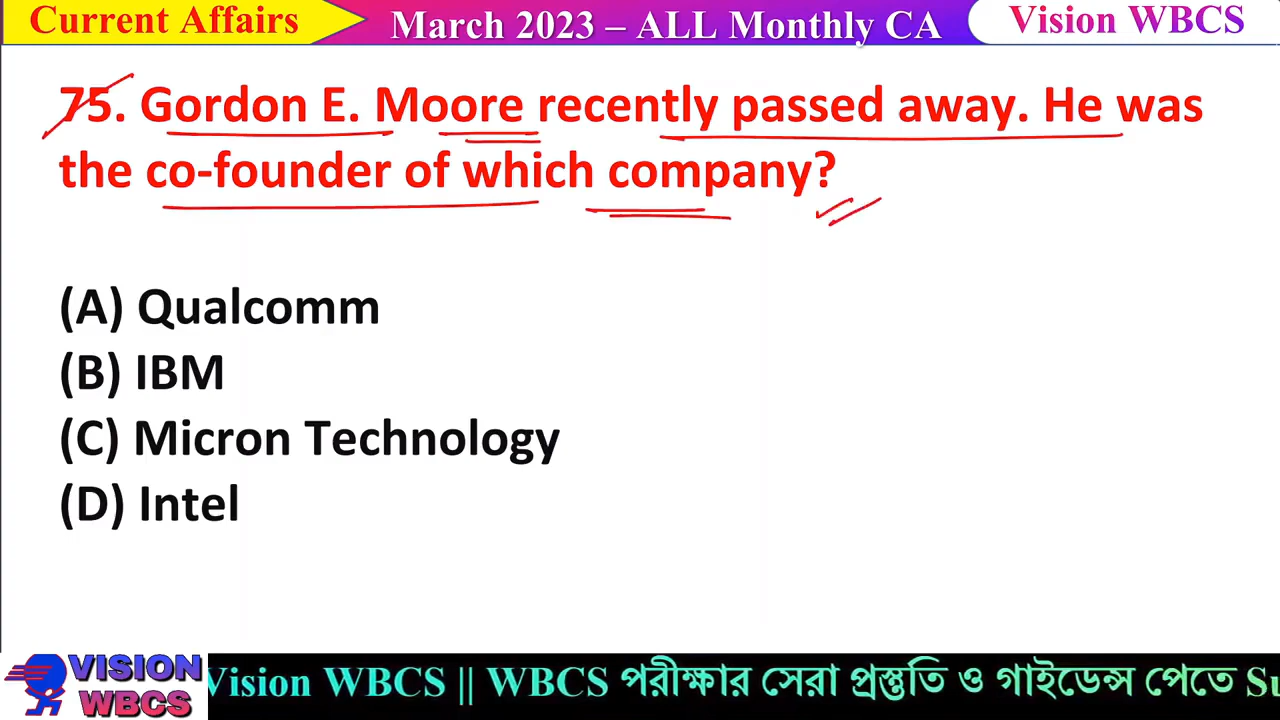 Current Affairs
March 2023 – ALL Monthly CA
Vision WBCS
75. Gordon E. Moore recently passed away. He was
the co-founder of which company?
(A) Qualcomm
(B) IBM
(C) Micron Technology
(D) Intel
VISION
WBCS
Vision WBCS || WBCS পরীক্ষার সেরা প্রস্তুতি ও গাইডেন্স পেতে Su